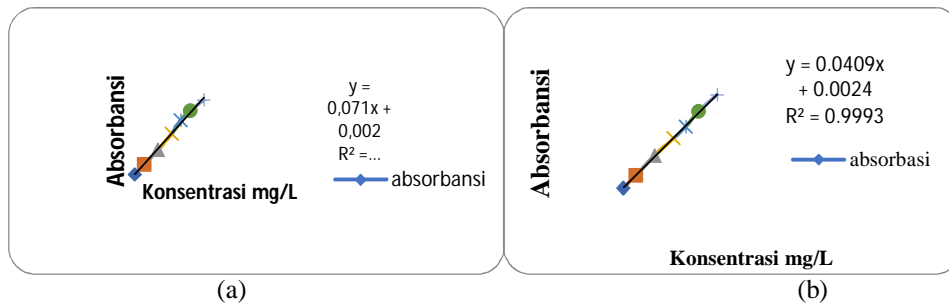 Absorbansi
y =
0,071x +
0,002
R² =...
absorbansi
Konsentrasi mg/L
(a)
Absorbansi
y = 0.0409x
+ 0.0024
R² = 0.9993
absorbasi
Konsentrasi mg/L
(b)